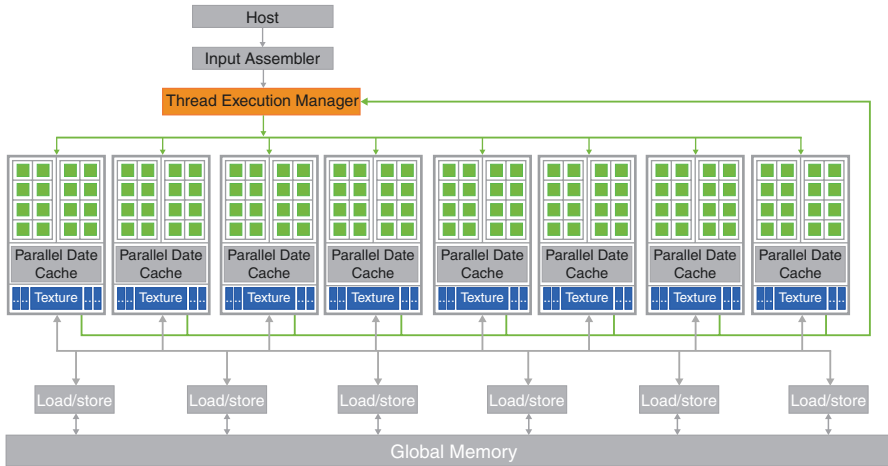 Host
Input Assembler
Thread Execution Manager
Parallel Date Cache
Parallel Date Cache
Parallel Date Cache
Parallel Date Cache
Parallel Date Cache
Parallel Date Cache
Parallel Date Cache
Parallel Date Cache
.. .. Texture .. ..
.. .. Texture .. ..
.. .. Texture .. ..
.. .. Texture .. ..
.. .. Texture .. ..
.. .. Texture .. ..
.. .. Texture .. ..
.. .. Texture .. ..
Load/store
Load/store
Load/store
Load/store
Load/store
Load/store
Global Memory